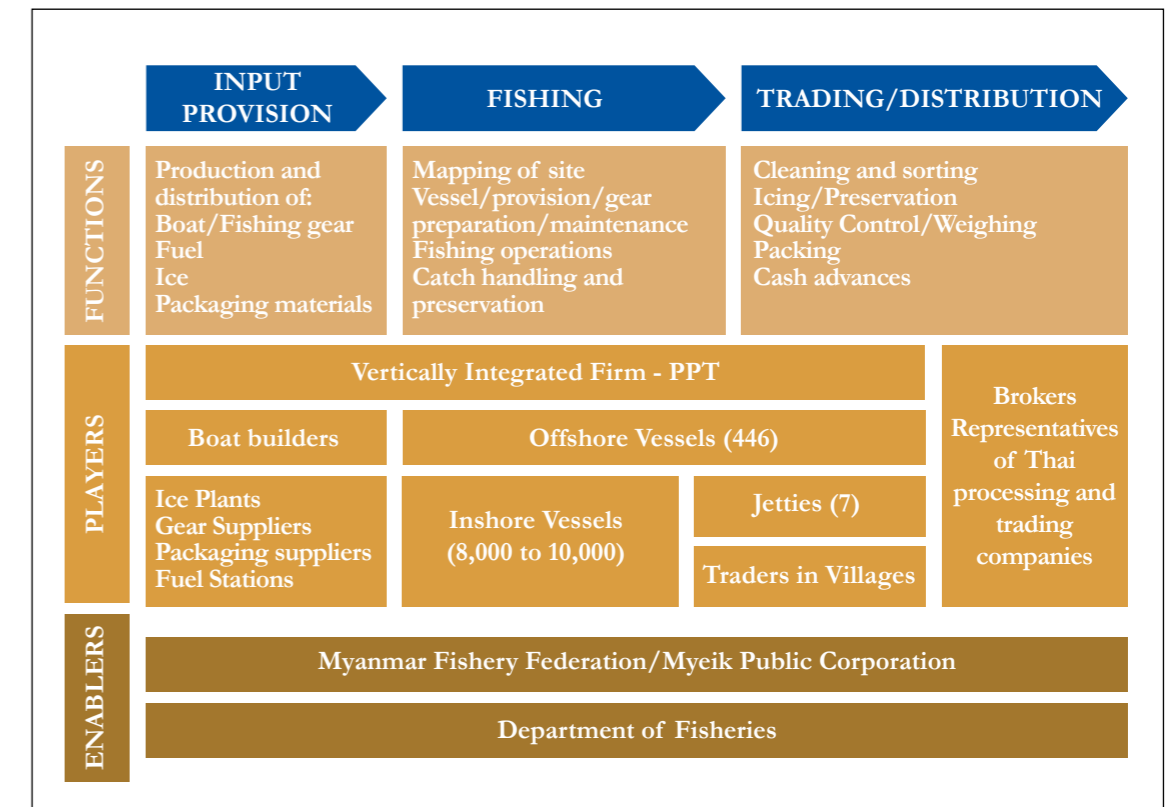 INPUT
PROVISION
FISHING
TRADING/DISTRIBUTION
FUNCTIONS
Production and
distribution of:
Boat/Fishing gear
Fuel
Ice
Packaging materials
Mapping of site
Vessel/provision/gear
preparation/maintenance
Fishing operations
Catch handling and
preservation
Cleaning and sorting
Icing/Preservation
Quality Control/Weighing
Packing
Cash advances
PLAYERS
Vertically Integrated Firm - PPT
Boat builders
Offshore Vessels (446)
Ice Plants
Gear Suppliers
Packaging suppliers
Fuel Stations
Inshore Vessels
(8,000 to 10,000)
Jetties (7)
Traders in Villages
Brokers
Representatives
of Thai
processing and
trading
companies
ENABLERS
Myanmar Fishery Federation/Myeik Public Corporation
Department of Fisheries